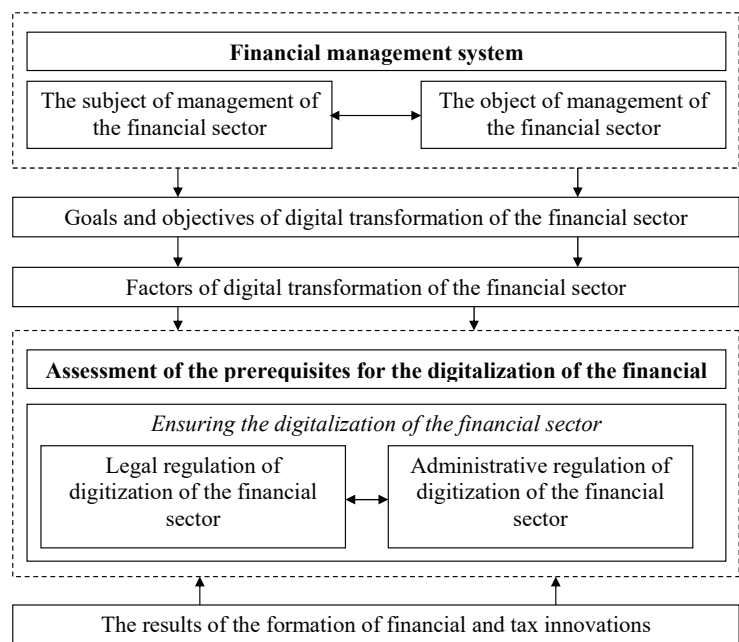 Financial management system
The subject of management of
the financial sector
The object of management of
the financial sector
Goals and objectives of digital transformation of the financial sector
Factors of digital transformation of the financial sector
Assessment of the prerequisites for the digitalization of the financial
Ensuring the digitalization of the financial sector
Legal regulation of
digitization of the financial
sector
Administrative regulation of
digitization of the financial
sector
The results of the formation of financial and tax innovations